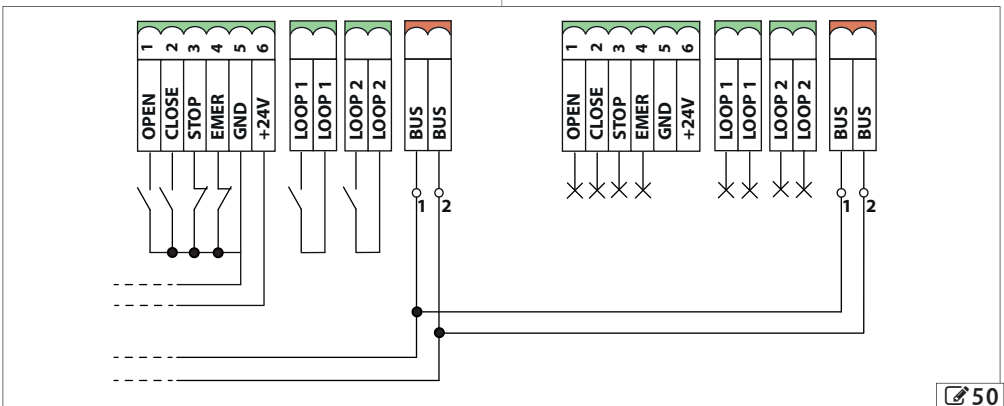 1 2 3 4 5 6
OPEN CLOSE STOP EMER GND +24V
LOOP 1 LOOP 1
LOOP 2 LOOP 2
BUS BUS
1 2
1 2 3 4 5 6
OPEN CLOSE STOP EMER GND +24V
LOOP 1 LOOP 1
LOOP 2 LOOP 2
BUS BUS
1 2
50